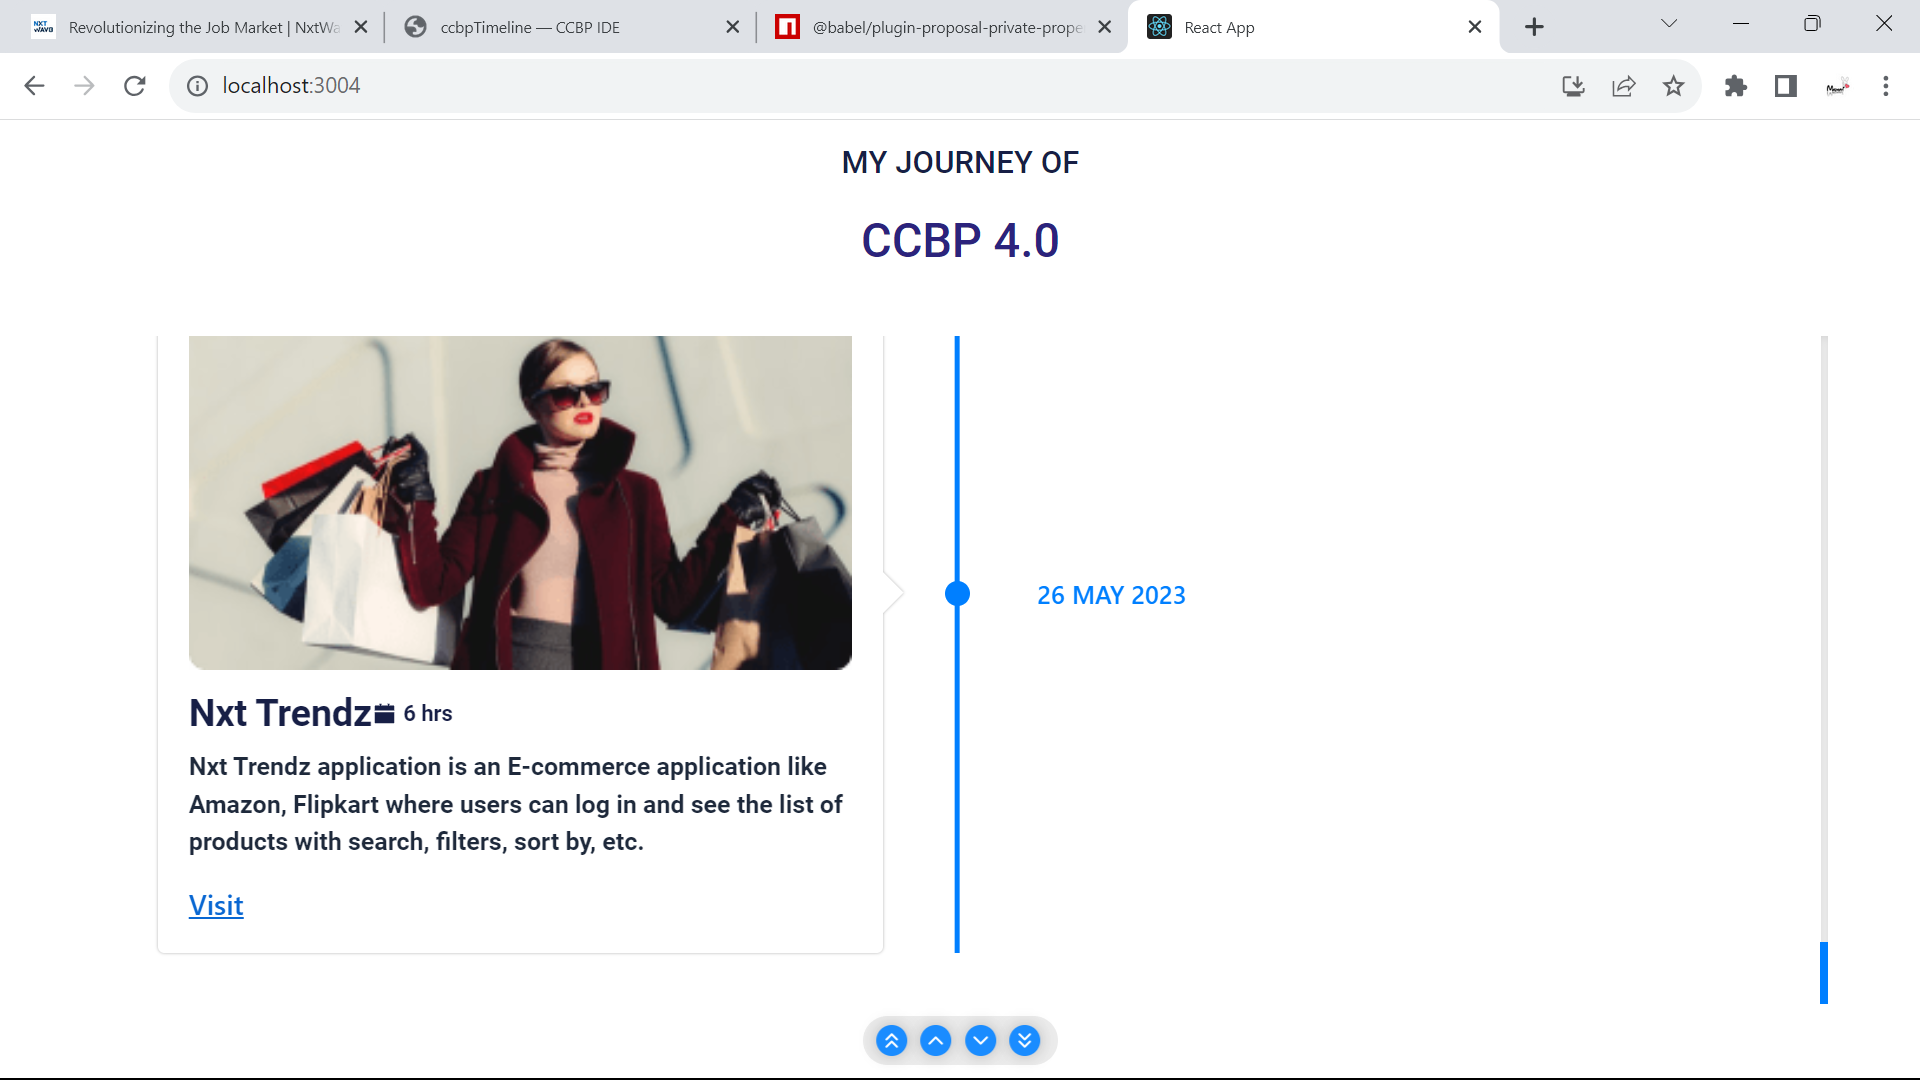 NXT WAVE
Revolutionizing the Job Market | NxtWa
ccbpTimeline — CCBP IDE
@babel/plugin-proposal-private-prope
React App
localhost:3004
MY JOURNEY OF
CCBP 4.0
26 MAY 2023
Nxt Trendz 6 hrs
Nxt Trendz application is an E-commerce application like
Amazon, Flipkart where users can log in and see the list of
products with search, filters, sort by, etc.
Visit